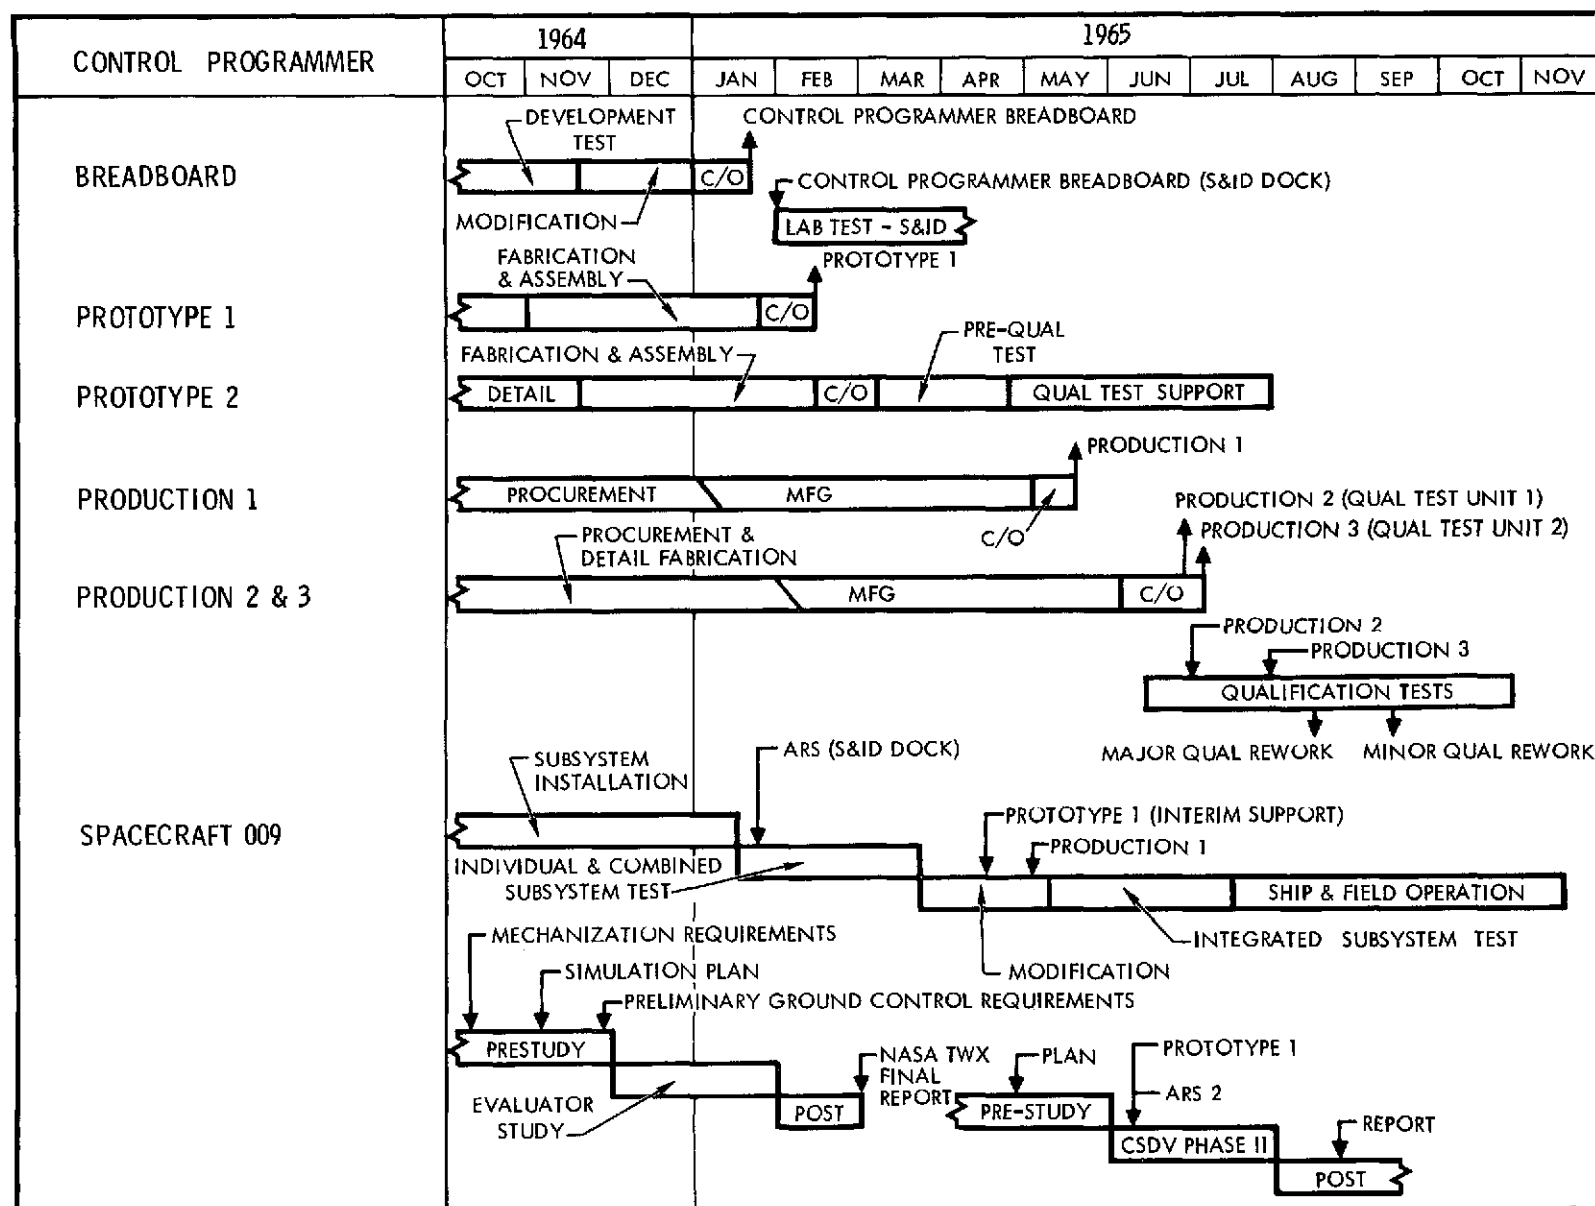 CONTROL PROGRAMMER
1964
1965
OCT NOV DEC JAN FEB MAR APR MAY JUN JUL AUG SEP OCT NOV
BREADBOARD
DEVELOPMENT
TEST
CONTROL PROGRAMMER BREADBOARD
C/O
CONTROL PROGRAMMER BREADBOARD (S&ID DOCK)
MODIFICATION
LAB TEST - S&ID
PROTOTYPE 1
FABRICATION
& ASSEMBLY
PROTOTYPE 1
C/O
PROTOTYPE 2
FABRICATION & ASSEMBLY
PRE-QUAL
TEST
DETAIL
C/O
QUAL TEST SUPPORT
PRODUCTION 1
PRODUCTION 1
PROCUREMENT
MFG
C/O
PRODUCTION 2 (QUAL TEST UNIT 1)
PRODUCTION 3 (QUAL TEST UNIT 2)
PRODUCTION 2 & 3
PROCUREMENT &
DETAIL FABRICATION
MFG
C/O
PRODUCTION 2
PRODUCTION 3
QUALIFICATION TESTS
MAJOR QUAL REWORK
MINOR QUAL REWORK
SPACECRAFT 009
SUBSYSTEM
INSTALLATION
ARS (S&ID DOCK)
PROTOTYPE 1 (INTERIM SUPPORT)
PRODUCTION 1
INDIVIDUAL & COMBINED
SUBSYSTEM TEST
SHIP & FIELD OPERATION
INTEGRATED SUBSYSTEM TEST
MODIFICATION
MECHANIZATION REQUIREMENTS
SIMULATION PLAN
PRELIMINARY GROUND CONTROL REQUIREMENTS
PRESTUDY
NASA TWX
FINAL
REPORT
PLAN
PROTOTYPE 1
ARS 2
EVALUATOR
STUDY
POST
PRE-STUDY
CSDV PHASE II
REPORT
POST